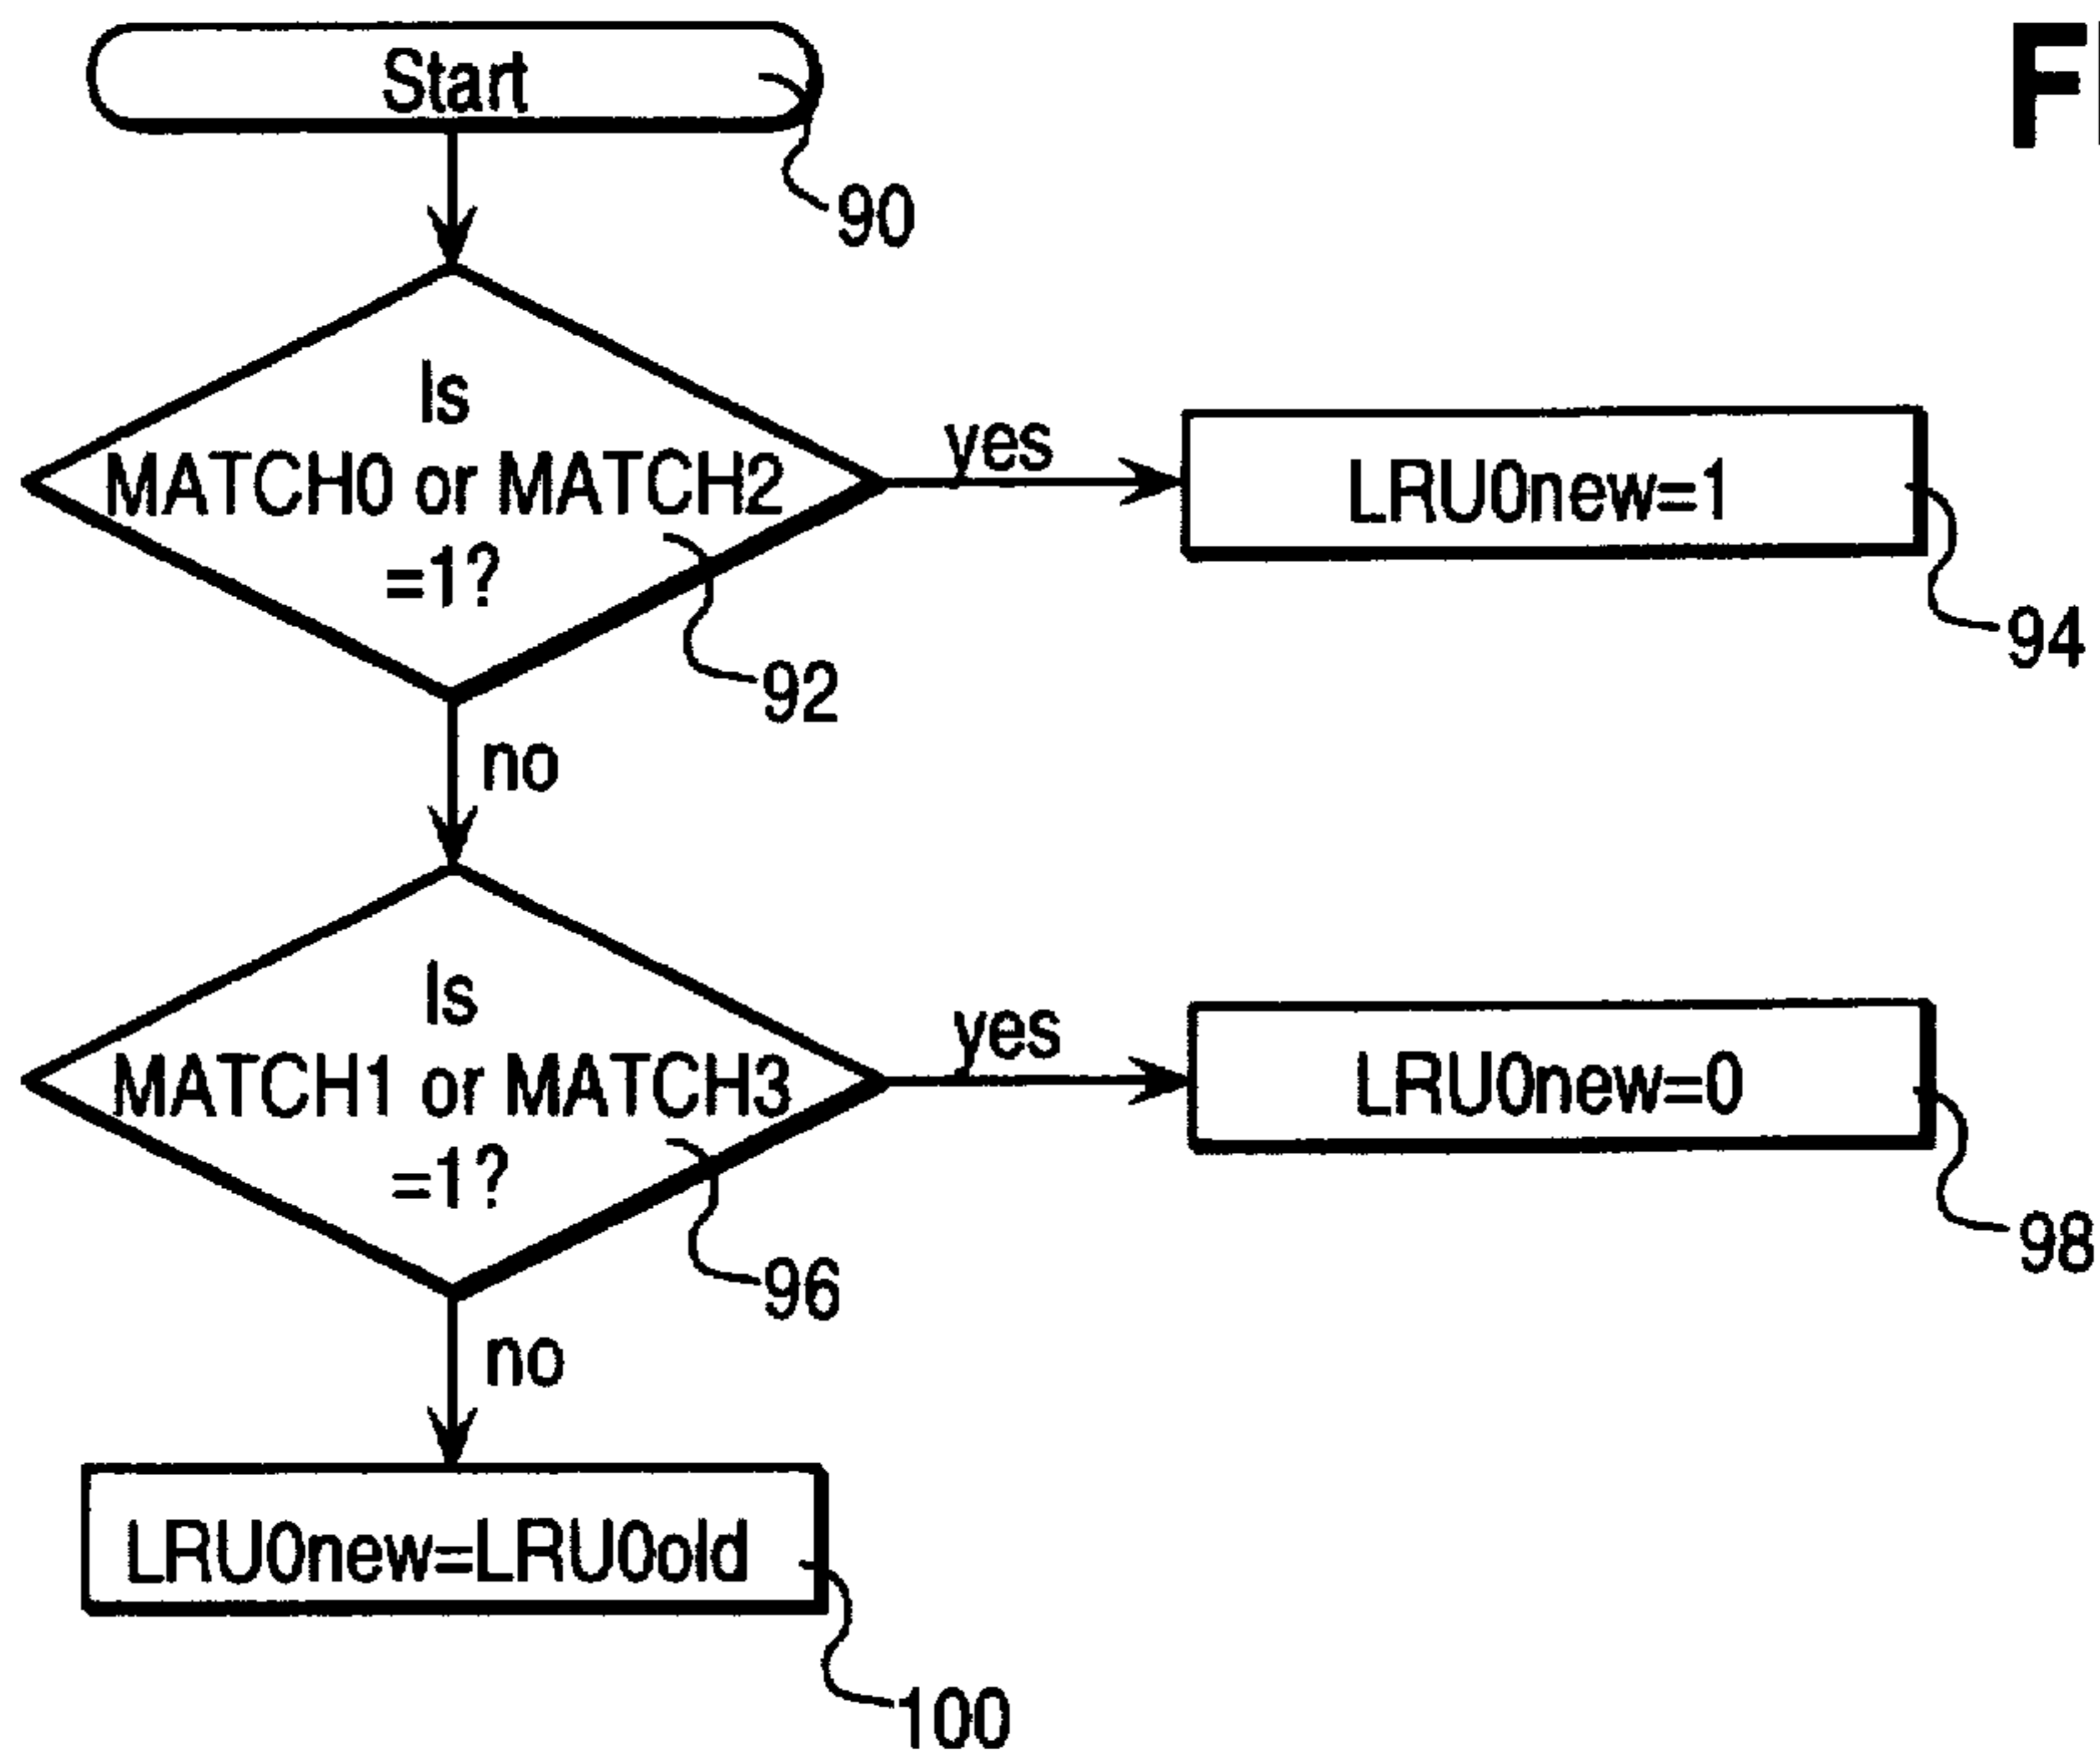 Start
90
Is
MATCH0 or MATCH2
=1?
92
yes
LRU0new=1
94
no
Is
MATCH1 or MATCH3
=1?
96
yes
LRU0new=0
98
no
LRU0new=LRU0old
100